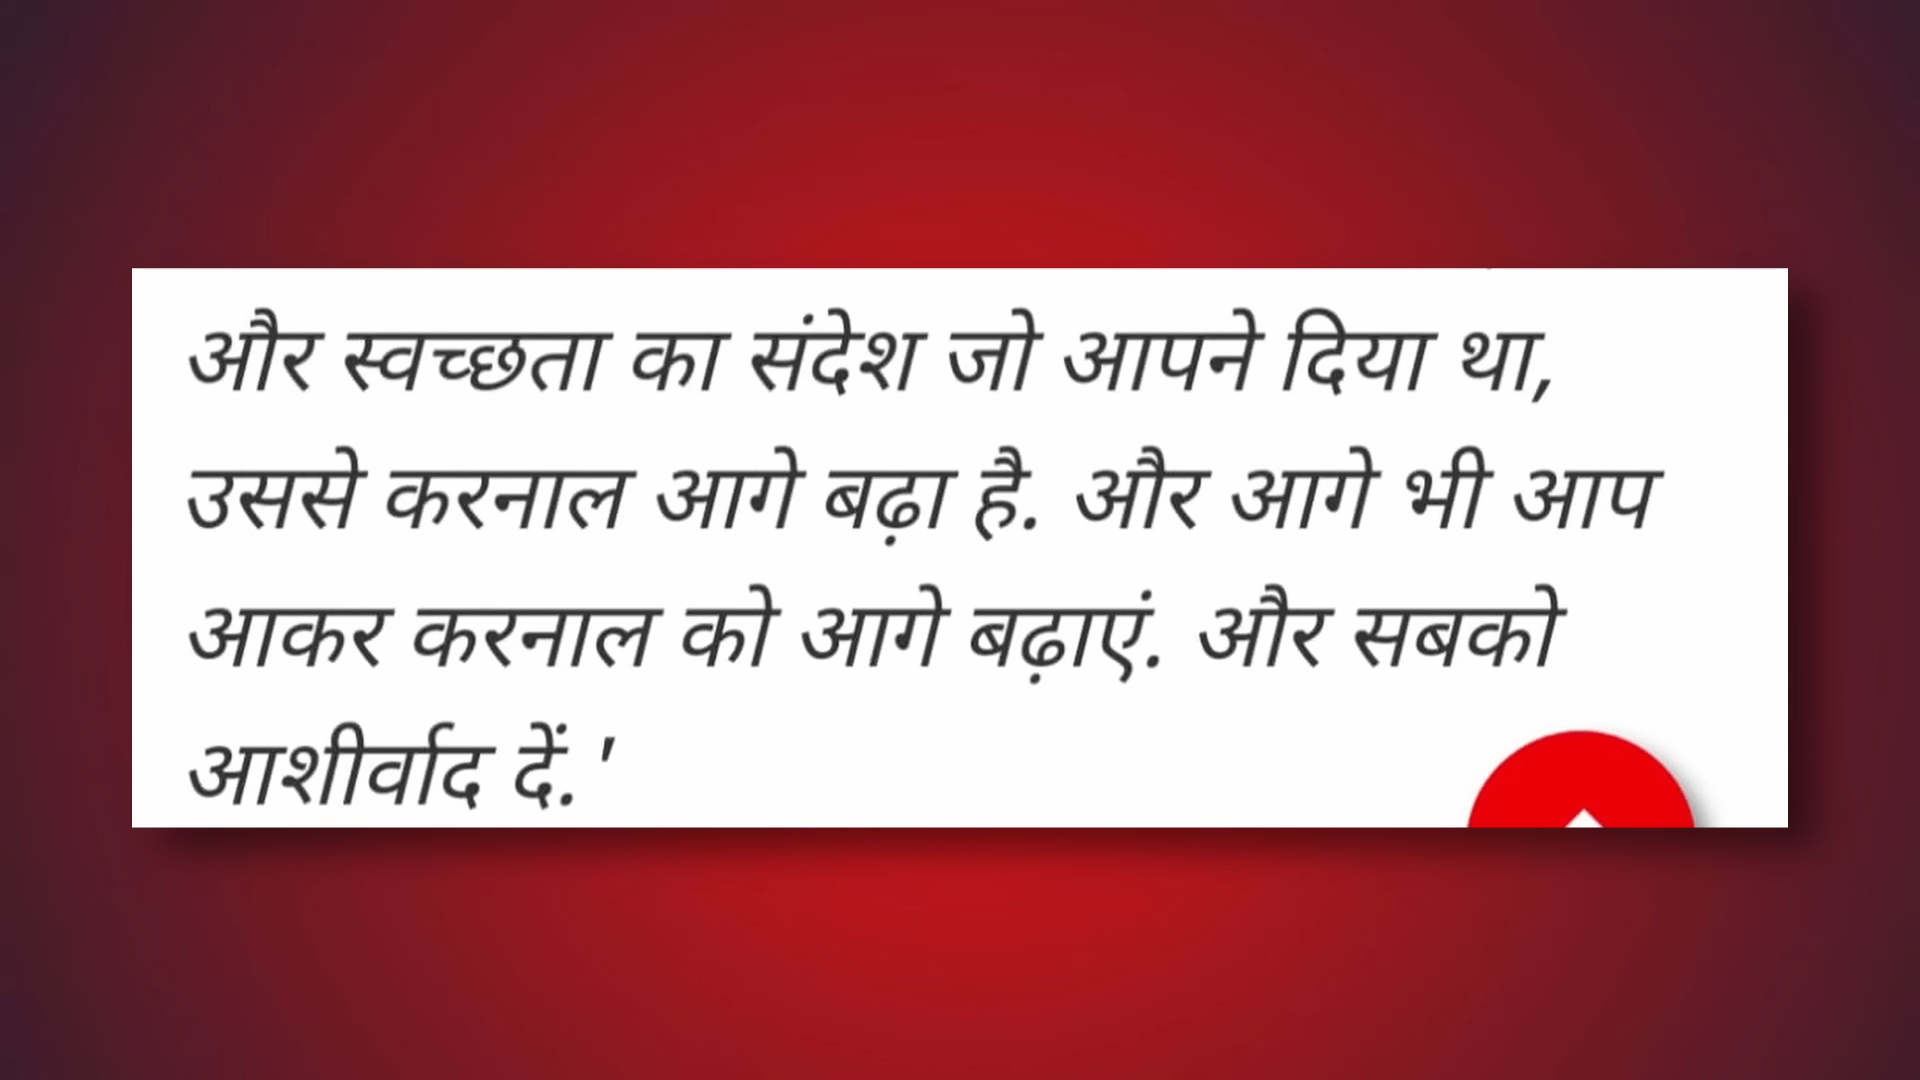 और स्वच्छता का संदेश जो आपने दिया था,
उससे करनाल आगे बढ़ा है. और आगे भी आप
आकर करनाल को आगे बढ़ाएं. और सबको
आशीर्वाद दें. '